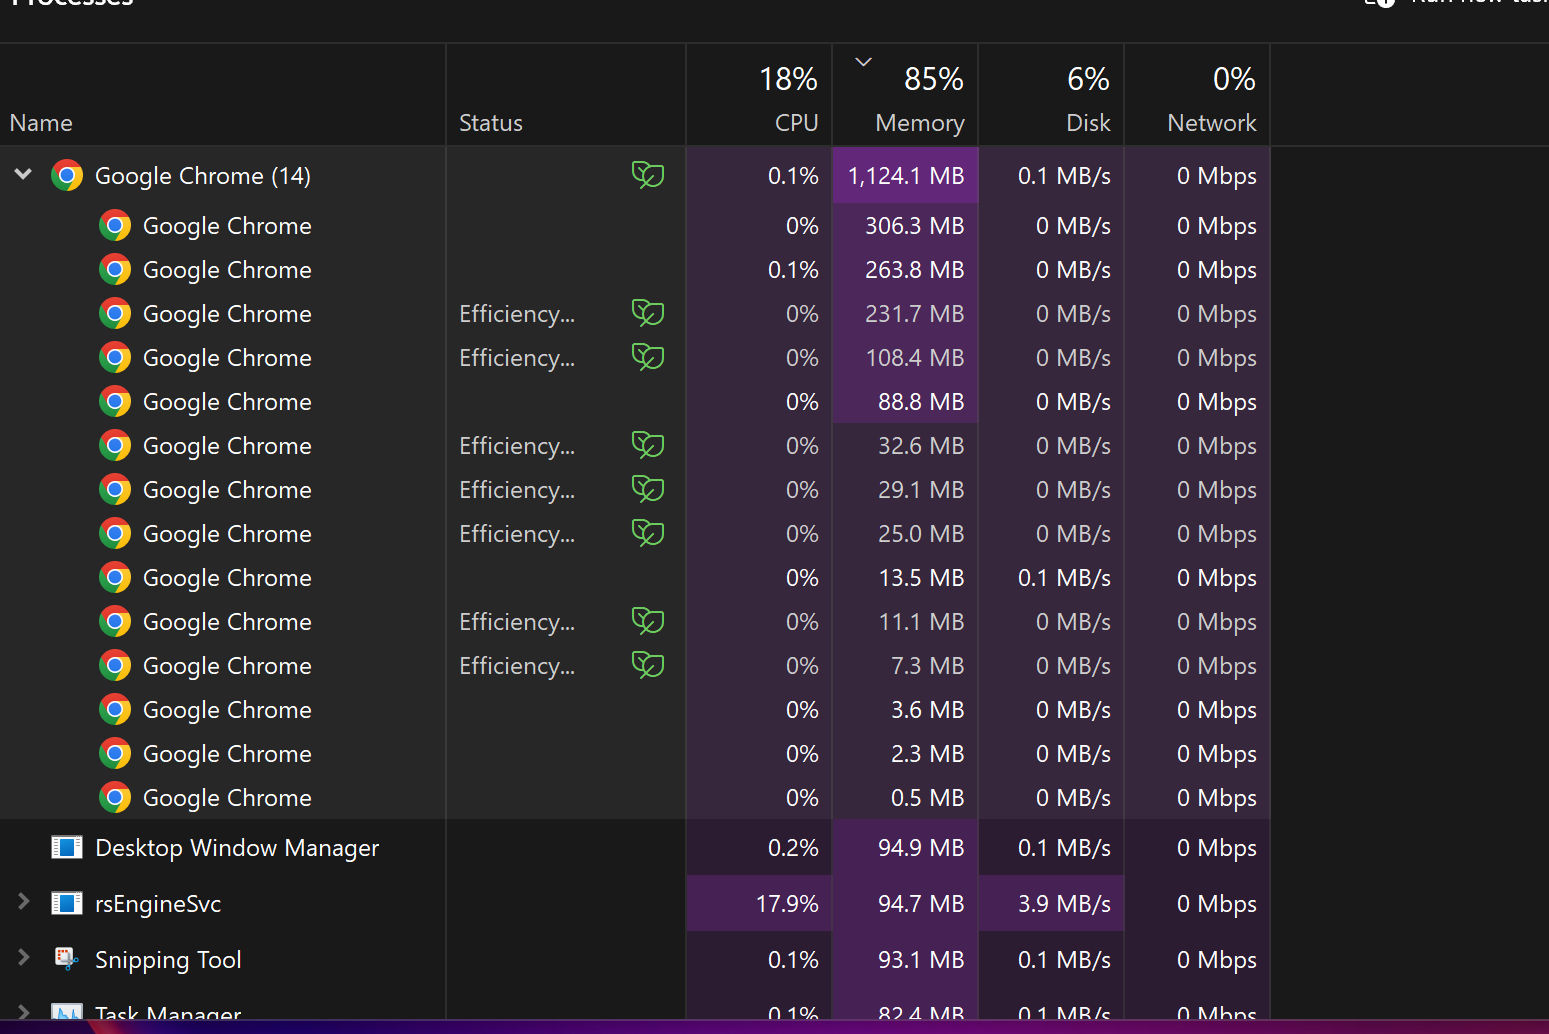 Processes
Run new task
18% 85% 6% 0%
Name Status CPU Memory Disk Network
Google Chrome (14) 0.1% 1,124.1 MB 0.1 MB/s 0 Mbps
Google Chrome 0% 306.3 MB 0 MB/s 0 Mbps
Google Chrome 0.1% 263.8 MB 0 MB/s 0 Mbps
Google Chrome Efficiency... 0% 231.7 MB 0 MB/s 0 Mbps
Google Chrome Efficiency... 0% 108.4 MB 0 MB/s 0 Mbps
Google Chrome 0% 88.8 MB 0 MB/s 0 Mbps
Google Chrome Efficiency... 0% 32.6 MB 0 MB/s 0 Mbps
Google Chrome Efficiency... 0% 29.1 MB 0 MB/s 0 Mbps
Google Chrome Efficiency... 0% 25.0 MB 0 MB/s 0 Mbps
Google Chrome 0% 13.5 MB 0.1 MB/s 0 Mbps
Google Chrome Efficiency... 0% 11.1 MB 0 MB/s 0 Mbps
Google Chrome Efficiency... 0% 7.3 MB 0 MB/s 0 Mbps
Google Chrome 0% 3.6 MB 0 MB/s 0 Mbps
Google Chrome 0% 2.3 MB 0 MB/s 0 Mbps
Google Chrome 0% 0.5 MB 0 MB/s 0 Mbps
Desktop Window Manager 0.2% 94.9 MB 0.1 MB/s 0 Mbps
rsEngineSvc 17.9% 94.7 MB 3.9 MB/s 0 Mbps
Snipping Tool 0.1% 93.1 MB 0.1 MB/s 0 Mbps
Task Manager 0.1% 82.4 MB 0.1 MB/s 0 Mbps